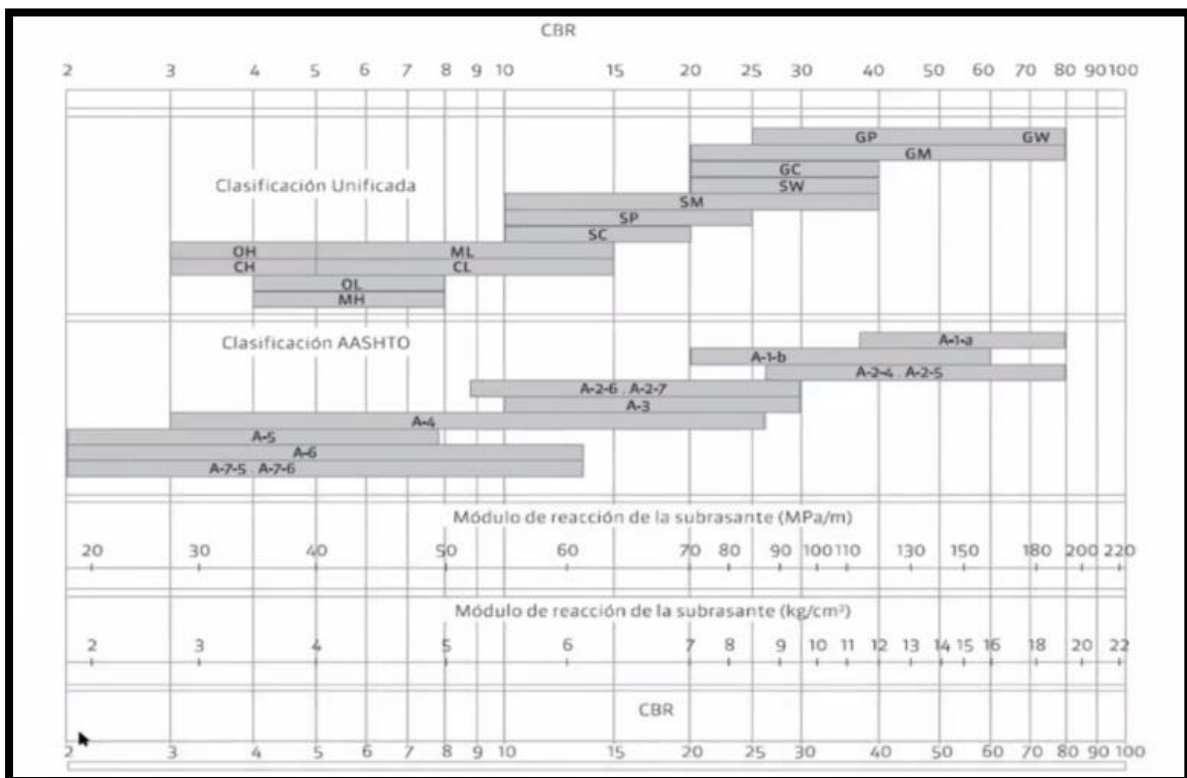 CBR
2 3 4 5 6 7 8 9 10 15 20 25 30 40 50 60 70 80 90 100
GP GW
GM
GC
Clasificación Unificada SW
SM
SP
SC
OH ML
CH CL
OL
MH
Clasificación AASHTO A-1-a
A-1-b
A-2-4 . A-2-5
A-2-6 . A-2-7
A-3
A-4
A-5
A-6
A-7-5 . A-7-6
Módulo de reacción de la subrasante (MPa/m)
20 30 40 50 60 70 80 90 100 110 130 150 180 200 220
Módulo de reacción de la subrasante (kg/cm³)
2 3 4 5 6 7 8 9 10 11 12 13 14 15 16 18 20 22
CBR
2 3 4 5 6 7 8 9 10 15 20 25 30 40 50 60 70 80 90 100